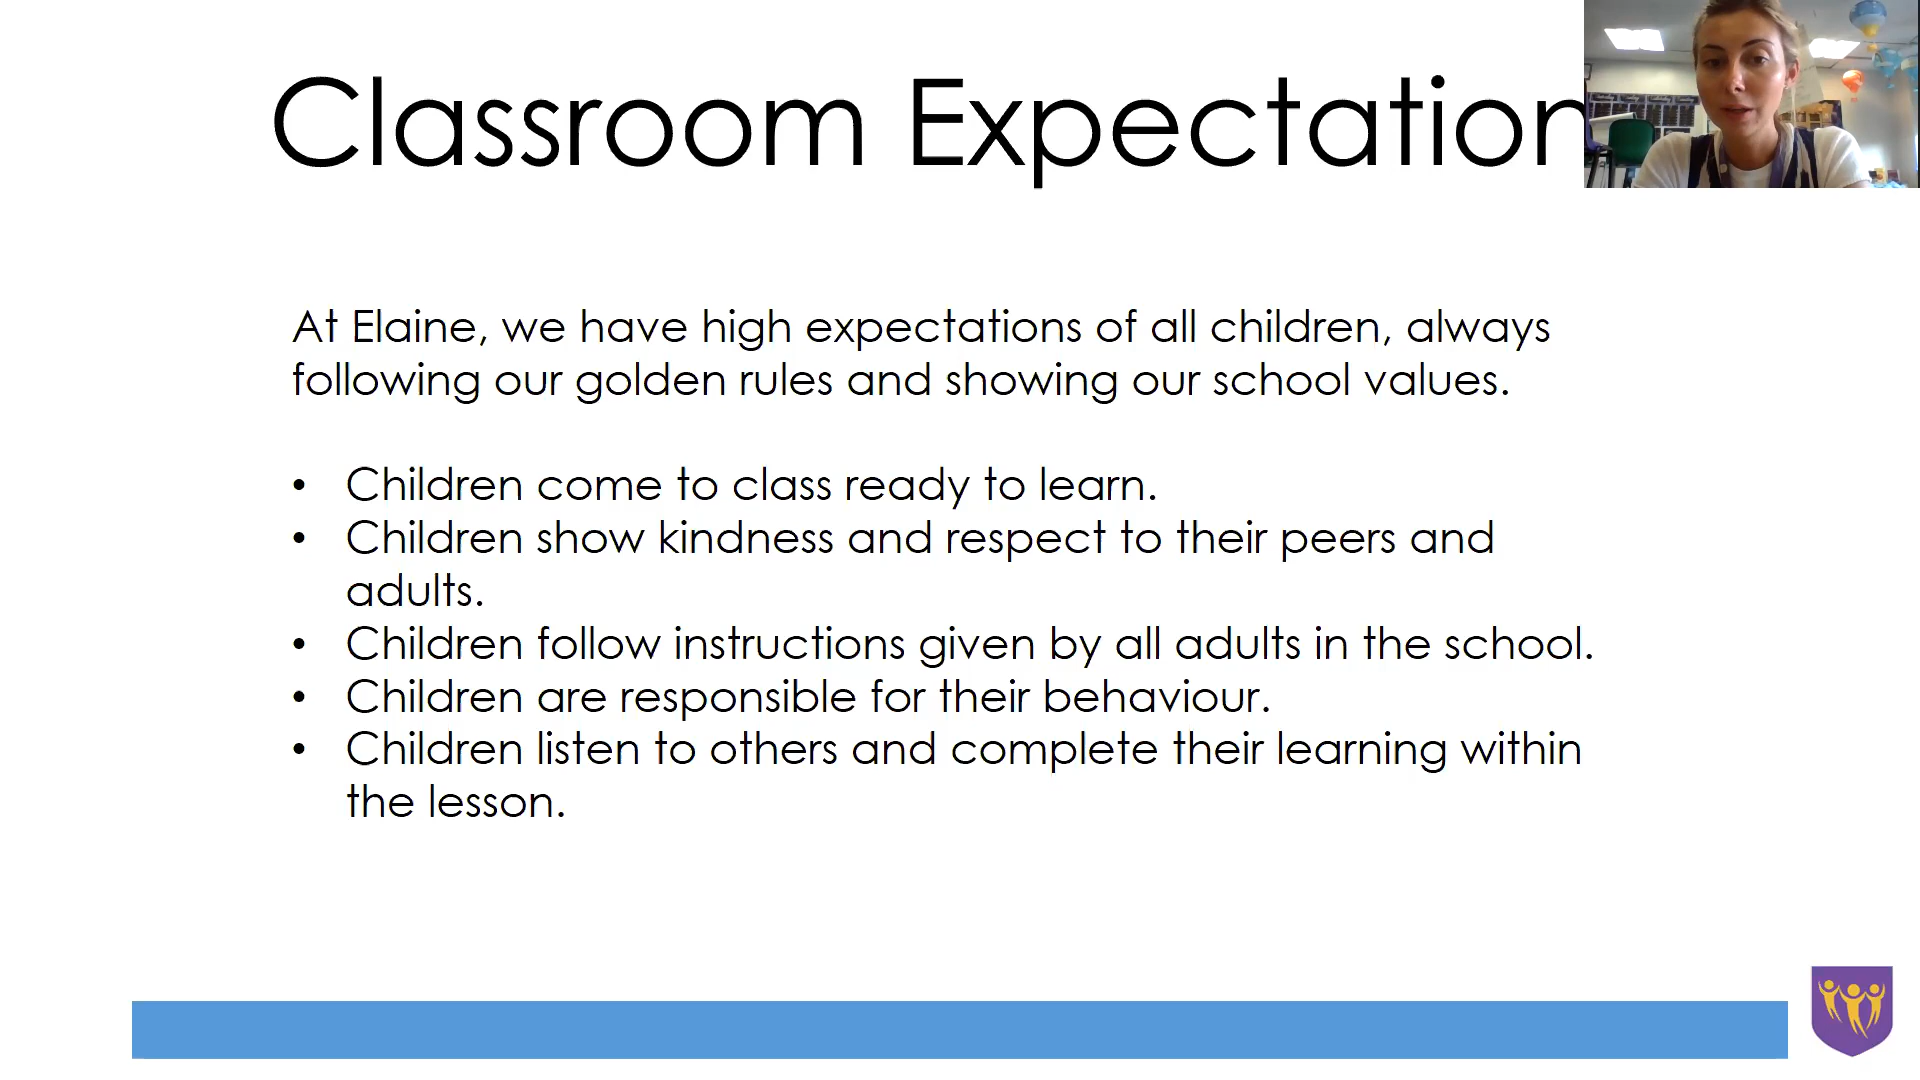 Classroom Expectation
At Elaine, we have high expectations of all children, always
following our golden rules and showing our school values.
• Children come to class ready to learn.
• Children show kindness and respect to their peers and
adults.
• Children follow instructions given by all adults in the school.
• Children are responsible for their behaviour.
• Children listen to others and complete their learning within
the lesson.